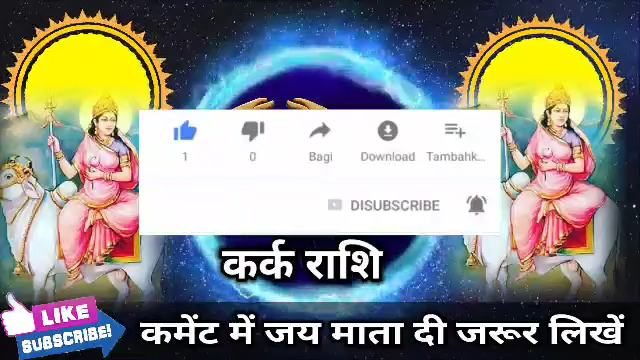 1
0
Bagi
Download
Tambahk...
DISUBSCRIBE
कर्क राशि
LIKE
SUBSCRIBE!
कमेंट में जय माता दी जरूर लिखें